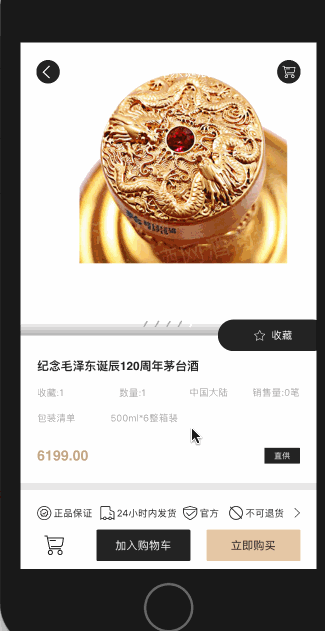 收藏
纪念毛泽东诞辰120周年茅台酒
收藏:1 数量:1 中国大陆 销售量:0笔
包装清单 500ml*6整箱装
6199.00 直供
正品保证 24小时内发货 官方 不可退货
加入购物车 立即购买